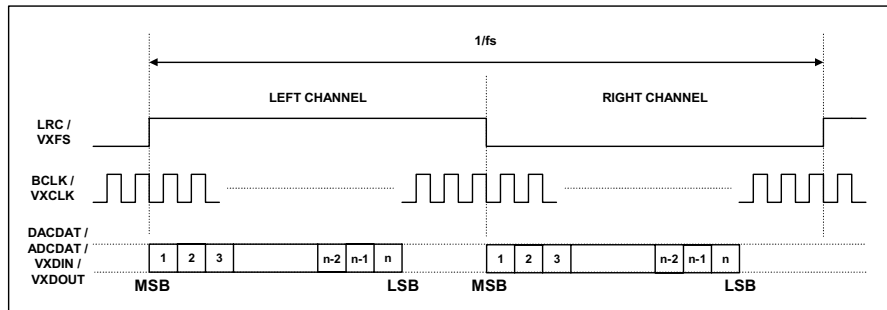 1/fs
LEFT CHANNEL RIGHT CHANNEL
LRC /
VXFS
BCLK /
VXCLK
DACDAT /
ADCDAT /
VXDIN /
VXDOUT
1 2 3 n-2 n-1 n 1 2 3 n-2 n-1 n
MSB LSB MSB LSB